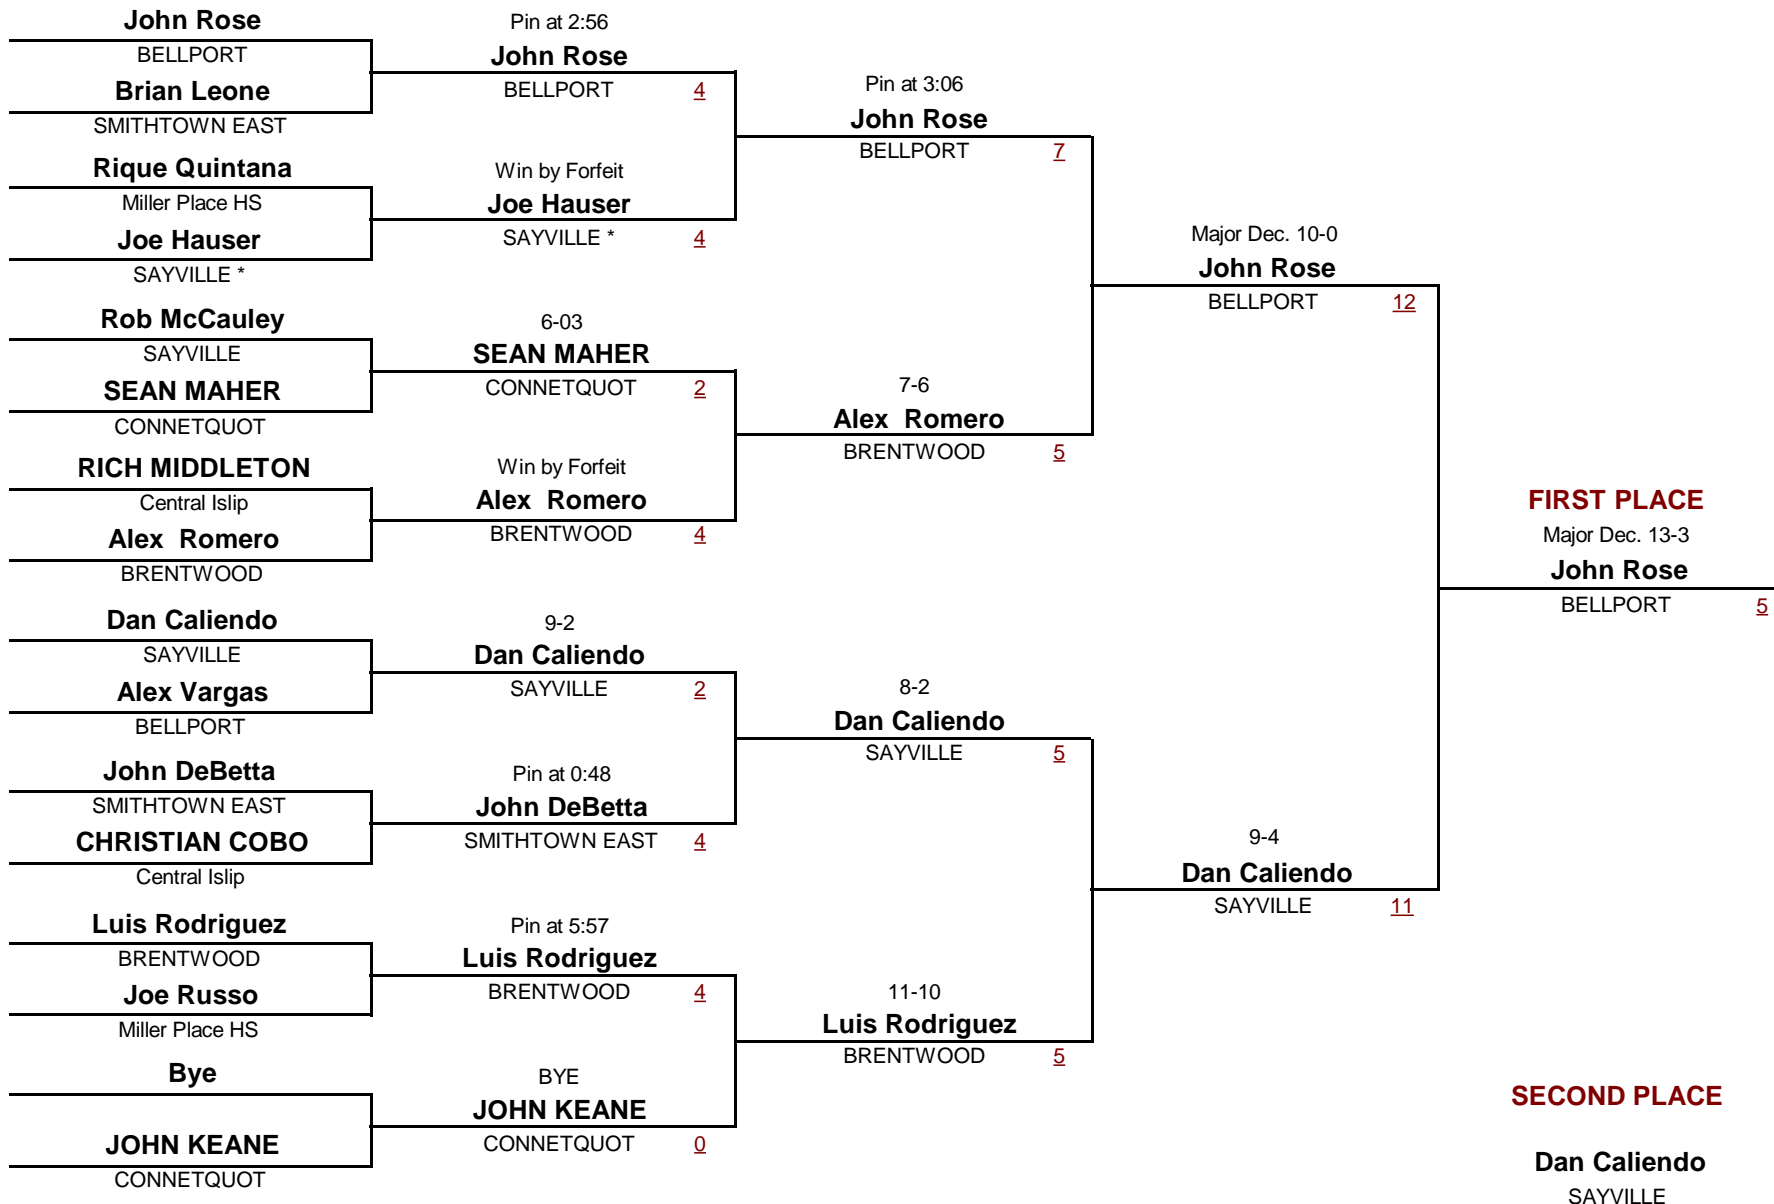 John Rose
BELLPORT
Brian Leone
SMITHTOWN EAST
Rique Quintana
Miller Place HS
Joe Hauser
SAYVILLE *
Rob McCauley
SAYVILLE
SEAN MAHER
CONNETQUOT
RICH MIDDLETON
Central Islip
Alex Romero
BRENTWOOD
Dan Caliendo
SAYVILLE
Alex Vargas
BELLPORT
John DeBetta
SMITHTOWN EAST
CHRISTIAN COBO
Central Islip
Luis Rodriguez
BRENTWOOD
Joe Russo
Miller Place HS
Bye
JOHN KEANE
CONNETQUOT
Pin at 2:56
John Rose
BELLPORT 4
Win by Forfeit
Joe Hauser
SAYVILLE * 4
6-03
SEAN MAHER
CONNETQUOT 2
Win by Forfeit
Alex Romero
BRENTWOOD 4
9-2
Dan Caliendo
SAYVILLE 2
Pin at 0:48
John DeBetta
SMITHTOWN EAST 4
Pin at 5:57
Luis Rodriguez
BRENTWOOD 4
BYE
JOHN KEANE
CONNETQUOT 0
Pin at 3:06
John Rose
BELLPORT 7
7-6
Alex Romero
BRENTWOOD 5
8-2
Dan Caliendo
SAYVILLE 5
11-10
Luis Rodriguez
BRENTWOOD 5
Major Dec. 10-0
John Rose
BELLPORT 12
9-4
Dan Caliendo
SAYVILLE 11
FIRST PLACE
Major Dec. 13-3
John Rose
BELLPORT 5
SECOND PLACE
Dan Caliendo
SAYVILLE